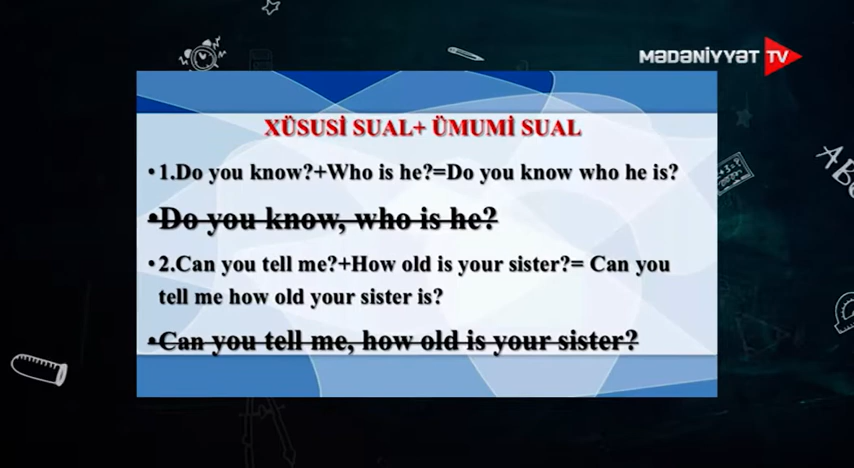 MƏDƏNİYYƏT TV
XÜSUSİ SUAL+ ÜMUMİ SUAL
•1.Do you know?+Who is he?=Do you know who he is?
•Do you know, who is he?
•2.Can you tell me?+How old is your sister?= Can you
tell me how old your sister is?
•Can you tell me, how old is your sister?
ABC